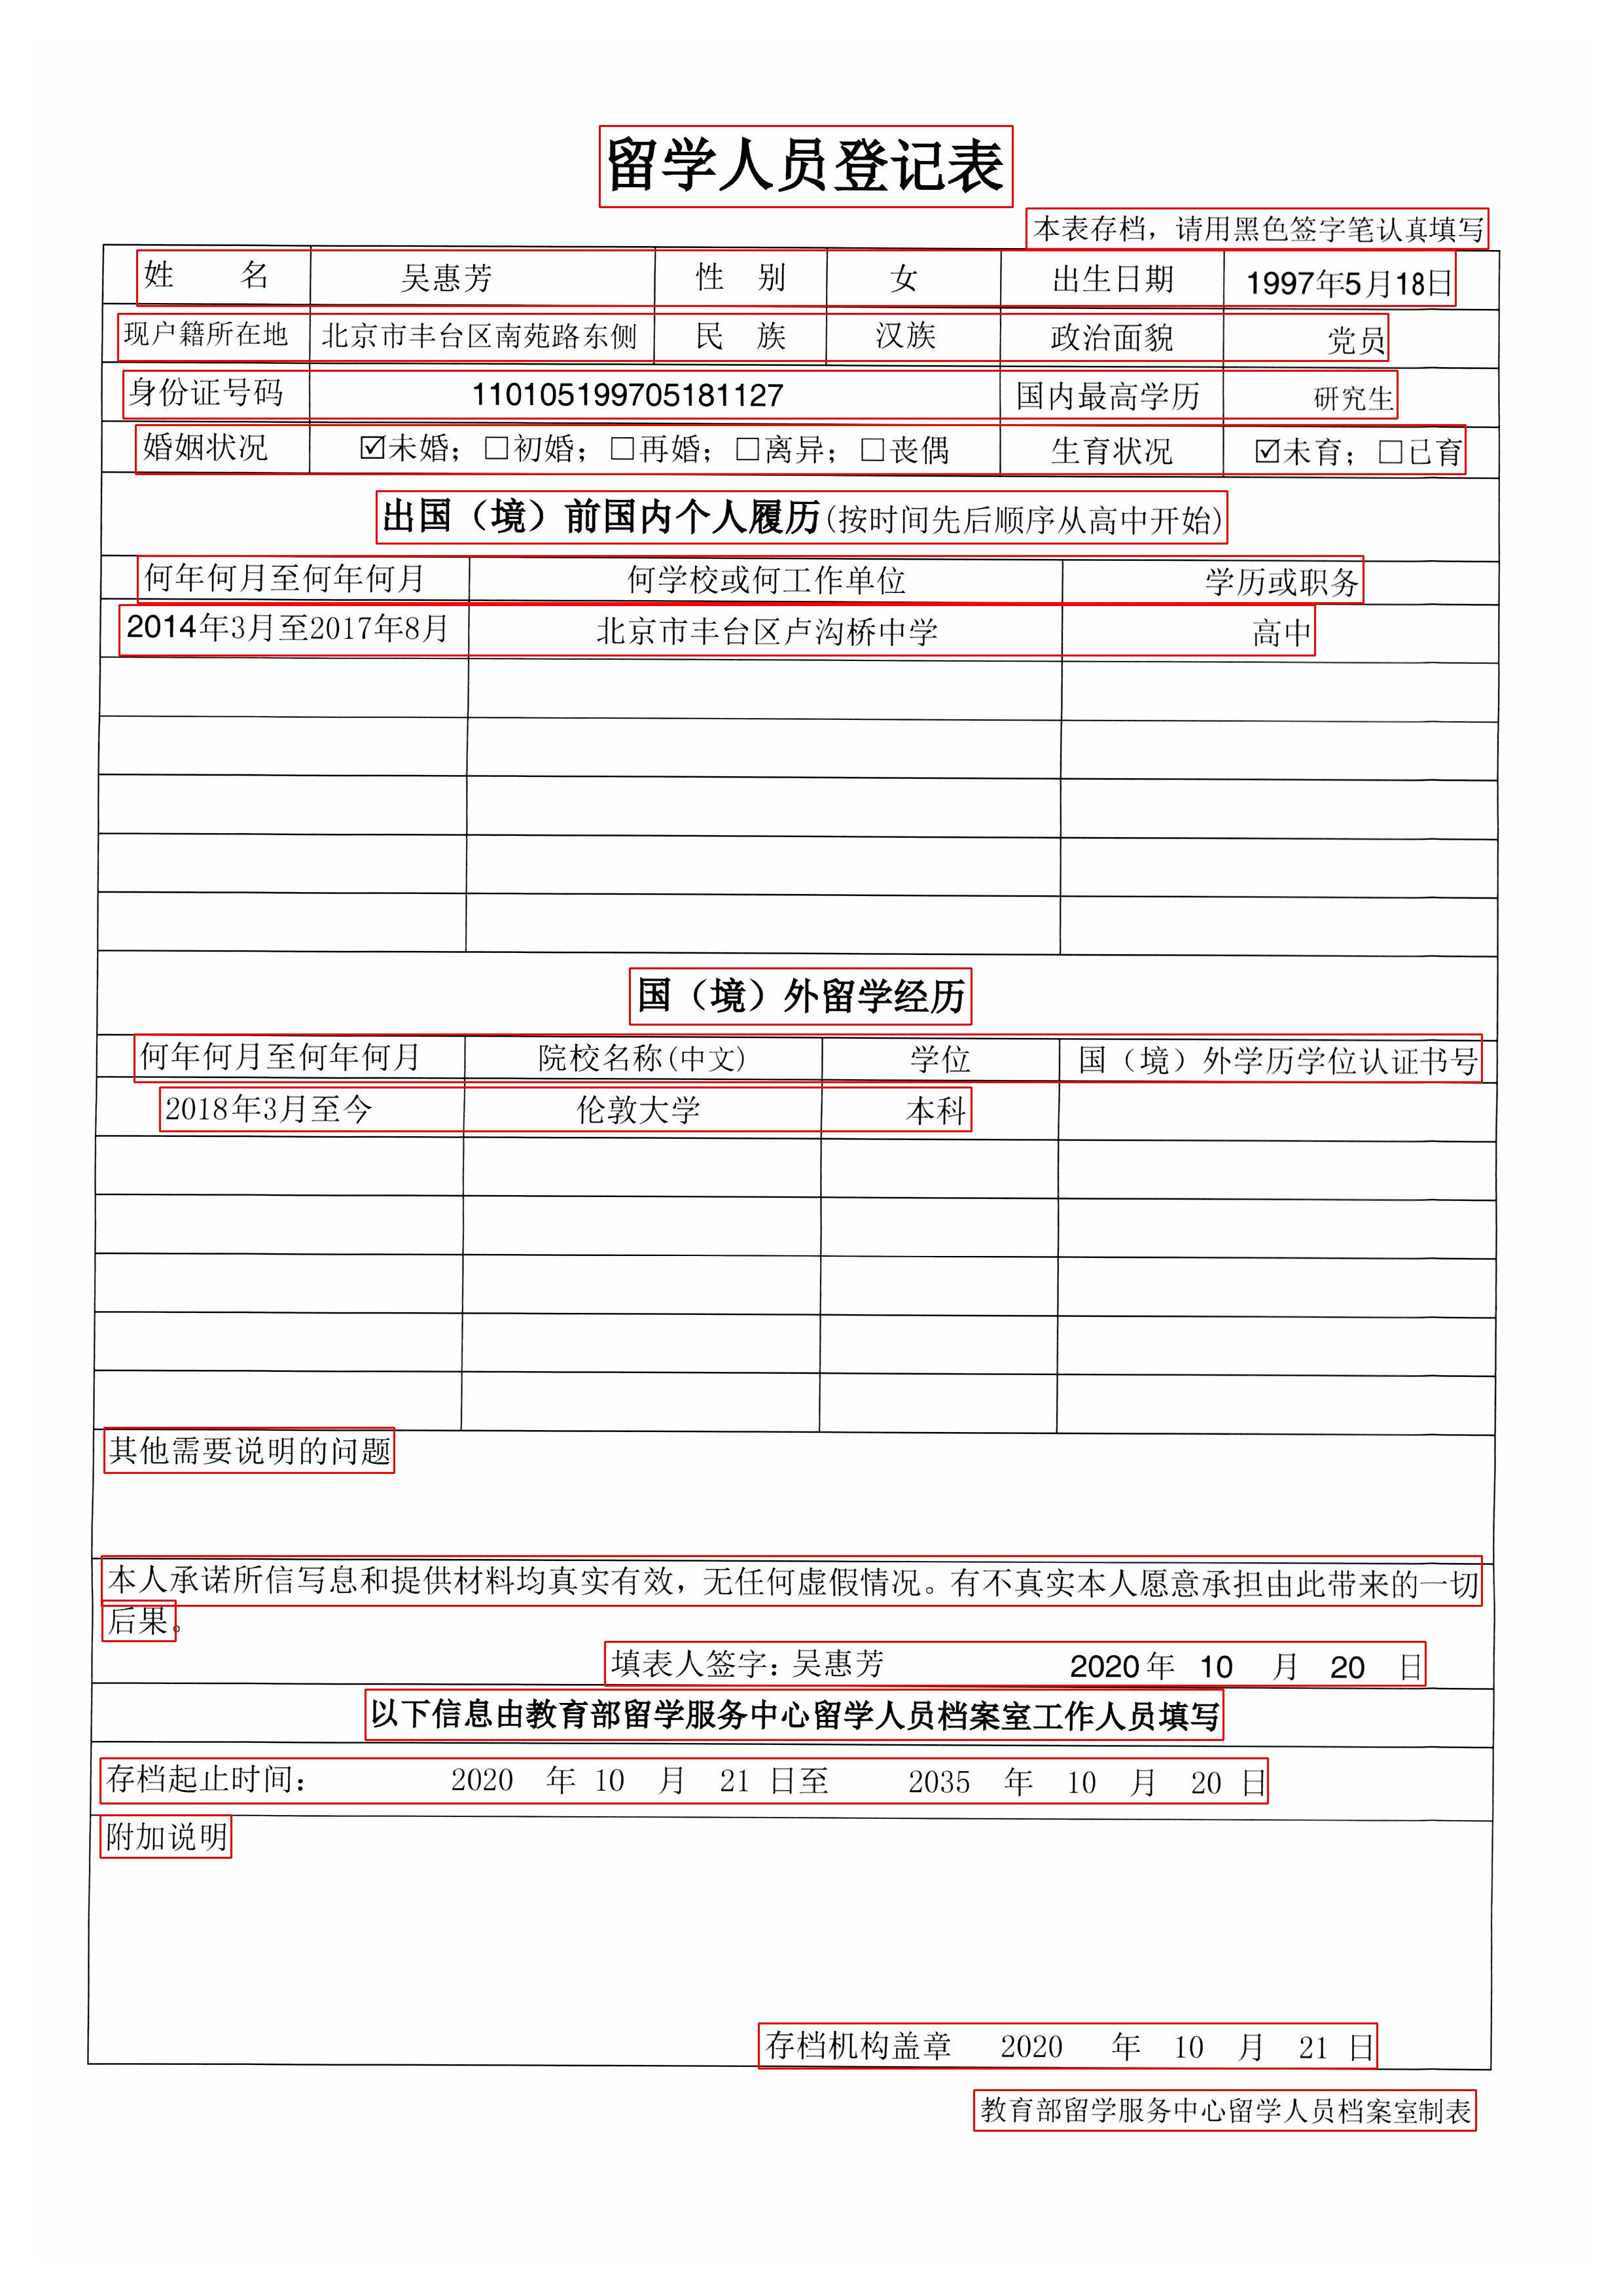 留学人员登记表
本表存档，请用黑色签字笔认真填写
姓 名 吴惠芳 性 别 女 出生日期 1997年5月18日
现户籍所在地 北京市丰台区南苑路东侧 民 族 汉族 政治面貌 党员
身份证号码 110105199705181127 国内最高学历 研究生
婚姻状况 ☑未婚；□初婚；□再婚；□离异；□丧偶 生育状况 ☑未育；□已育
出国（境）前国内个人履历(按时间先后顺序从高中开始)
何年何月至何年何月 何学校或何工作单位 学历或职务
2014年3月至2017年8月 北京市丰台区卢沟桥中学 高中
国（境）外留学经历
何年何月至何年何月 院校名称(中文) 学位 国（境）外学历学位认证书号
2018年3月至今 伦敦大学 本科
其他需要说明的问题
本人承诺所信写息和提供材料均真实有效，无任何虚假情况。有不真实本人愿意承担由此带来的一切
后果。
填表人签字：吴惠芳 2020年 10 月 20 日
以下信息由教育部留学服务中心留学人员档案室工作人员填写
存档起止时间： 2020 年 10 月 21 日至 2035 年 10 月 20 日
附加说明
存档机构盖章 2020 年 10 月 21 日
教育部留学服务中心留学人员档案室制表